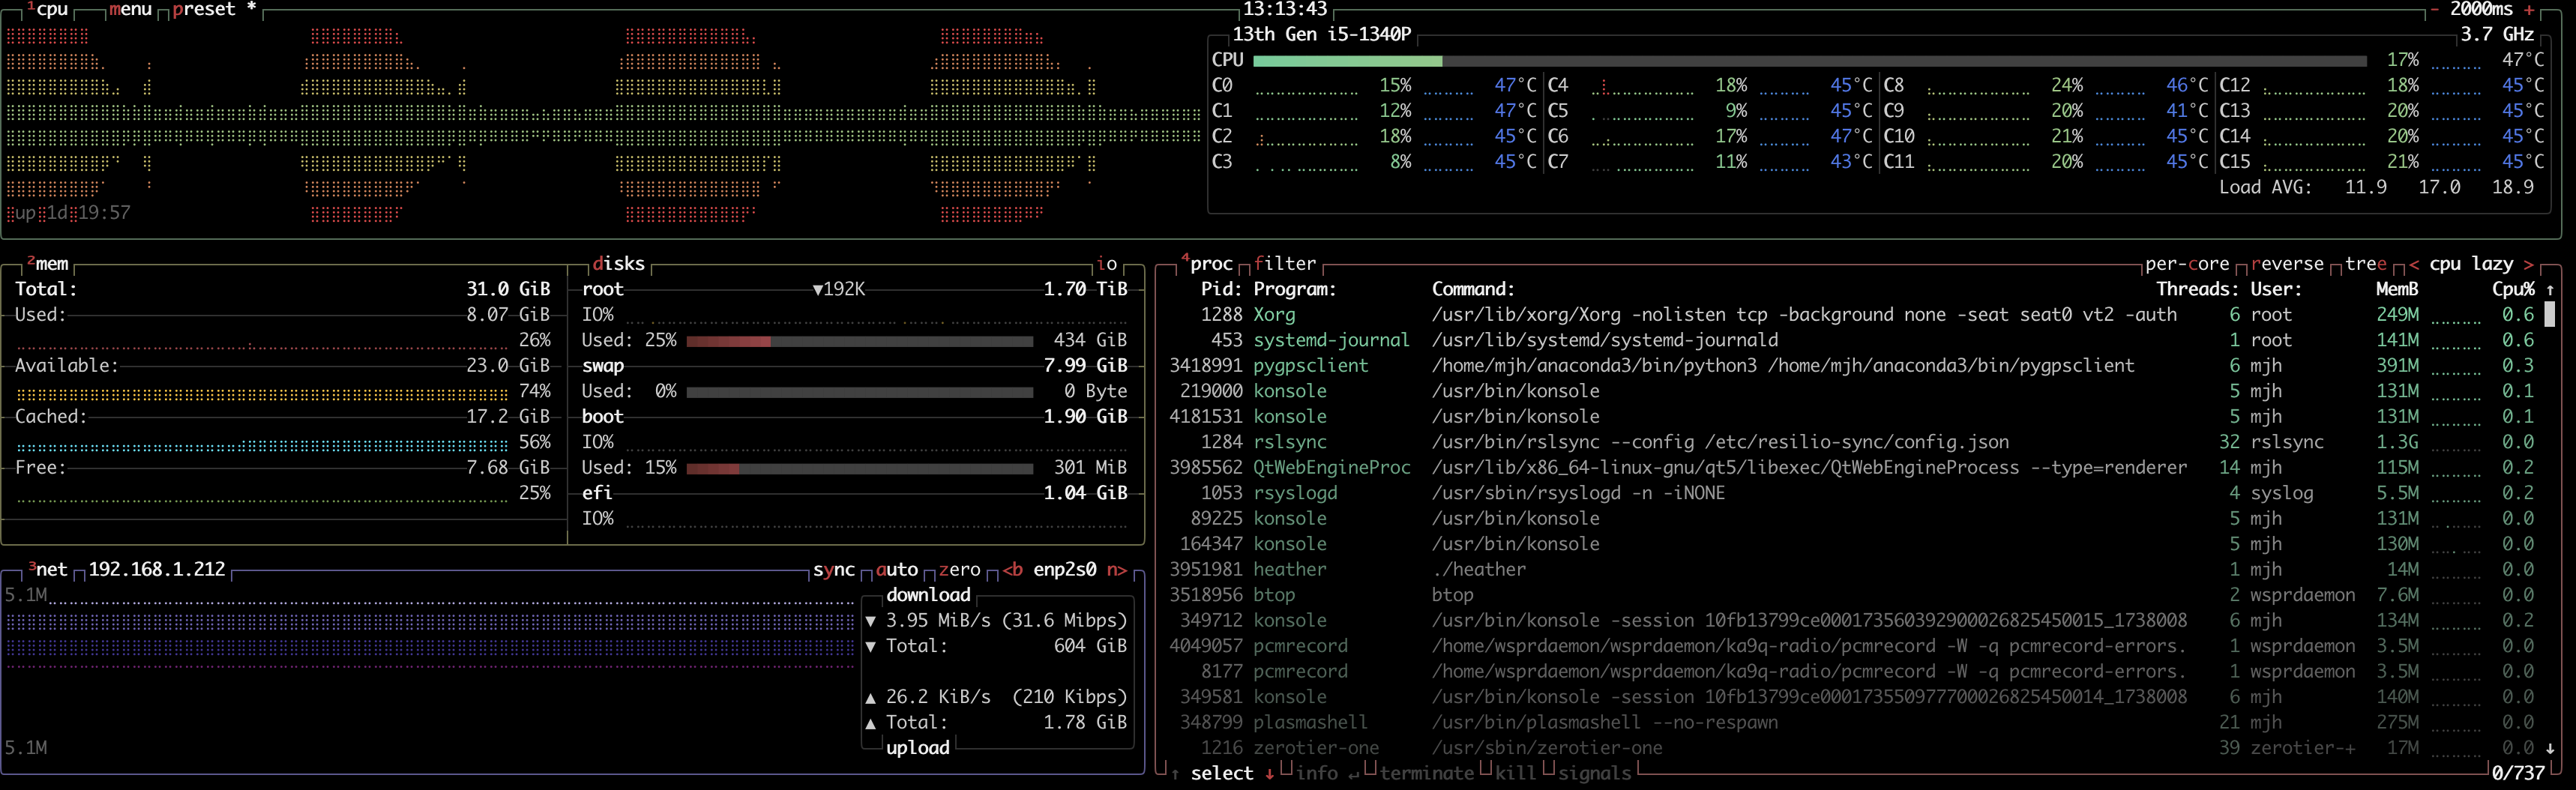 ¹cpu menu preset * 13:13:43 - 2000ms +
13th Gen i5-1340P 3.7 GHz
CPU 17% 47°C
C0 15% 47°C C4 18% 45°C C8 24% 46°C C12 18% 45°C
C1 12% 47°C C5 9% 45°C C9 20% 41°C C13 20% 45°C
C2 18% 45°C C6 17% 47°C C10 21% 45°C C14 20% 45°C
C3 8% 45°C C7 11% 43°C C11 20% 45°C C15 21% 45°C
Load AVG: 11.9 17.0 18.9
up 1d 19:57
²mem
Total: 31.0 GiB
Used: 8.07 GiB
26%
Available: 23.0 GiB
74%
Cached: 17.2 GiB
56%
Free: 7.68 GiB
25%
disks io
root ▼192K 1.70 TiB
IO%
Used: 25% 434 GiB
swap 7.99 GiB
Used: 0% 0 Byte
boot 1.90 GiB
IO%
Used: 15% 301 MiB
efi 1.04 GiB
IO%
³net 192.168.1.212 sync auto zero <b enp2s0 n>
5.1M
download
▼ 3.95 MiB/s (31.6 Mibps)
▼ Total: 604 GiB
▲ 26.2 KiB/s (210 Kibps)
▲ Total: 1.78 GiB
upload
5.1M
⁴proc filter per-core reverse tree < cpu lazy >
Pid: Program: Command: Threads: User: MemB Cpu% ↑
1288 Xorg /usr/lib/xorg/Xorg -nolisten tcp -background none -seat seat0 vt2 -auth 6 root 249M 0.6
453 systemd-journal /usr/lib/systemd/systemd-journald 1 root 141M 0.6
3418991 pygpsclient /home/mjh/anaconda3/bin/python3 /home/mjh/anaconda3/bin/pygpsclient 6 mjh 391M 0.3
219000 konsole /usr/bin/konsole 5 mjh 131M 0.1
4181531 konsole /usr/bin/konsole 5 mjh 131M 0.1
1284 rslsync /usr/bin/rslsync --config /etc/resilio-sync/config.json 32 rslsync 1.3G 0.0
3985562 QtWebEngineProc /usr/lib/x86_64-linux-gnu/qt5/libexec/QtWebEngineProcess --type=renderer 14 mjh 115M 0.2
1053 rsyslogd /usr/sbin/rsyslogd -n -iNONE 4 syslog 5.5M 0.2
89225 konsole /usr/bin/konsole 5 mjh 131M 0.0
164347 konsole /usr/bin/konsole 5 mjh 130M 0.0
3951981 heather ./heather 1 mjh 14M 0.0
3518956 btop btop 2 wsprdaemon 7.6M 0.0
349712 konsole /usr/bin/konsole -session 10fb13799ce000173560392900026825450015_1738008 6 mjh 134M 0.2
4049057 pcmrecord /home/wsprdaemon/wsprdaemon/ka9q-radio/pcmrecord -W -q pcmrecord-errors. 1 wsprdaemon 3.5M 0.0
8177 pcmrecord /home/wsprdaemon/wsprdaemon/ka9q-radio/pcmrecord -W -q pcmrecord-errors. 1 wsprdaemon 3.5M 0.0
349581 konsole /usr/bin/konsole -session 10fb13799ce000173550977700026825450014_1738008 6 mjh 140M 0.0
348799 plasmashell /usr/bin/plasmashell --no-respawn 21 mjh 275M 0.0
1216 zerotier-one /usr/sbin/zerotier-one 39 zerotier-+ 17M 0.0 ↓
↑ select ↓ info ↵ terminate kill signals 0/737